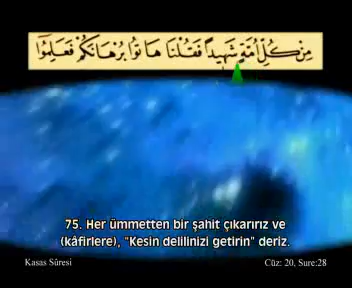 مِن كُلِّ أُمَّةٍ شَهِيدًا فَقُلْنَا هَاتُوا بُرْهَانَكُمْ فَعَلِمُوا
75. Her ümmetten bir şahit çıkarırız ve
(kâfirlere), "Kesin delilinizi getirin" deriz.
Kasas Sûresi
Cüz: 20, Sure:28